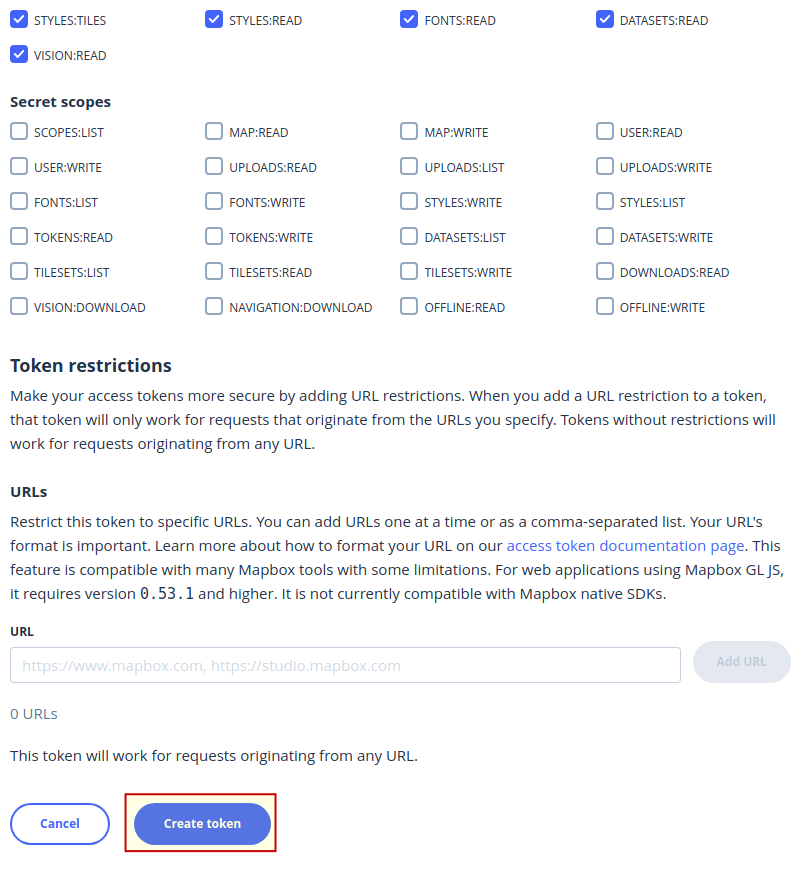 STYLES:TILES STYLES:READ FONTS:READ DATASETS:READ
VISION:READ
Secret scopes
SCOPES:LIST MAP:READ MAP:WRITE USER:READ
USER:WRITE UPLOADS:READ UPLOADS:LIST UPLOADS:WRITE
FONTS:LIST FONTS:WRITE STYLES:WRITE STYLES:LIST
TOKENS:READ TOKENS:WRITE DATASETS:LIST DATASETS:WRITE
TILESETS:LIST TILESETS:READ TILESETS:WRITE DOWNLOADS:READ
VISION:DOWNLOAD NAVIGATION:DOWNLOAD OFFLINE:READ OFFLINE:WRITE
Token restrictions
Make your access tokens more secure by adding URL restrictions. When you add a URL restriction to a token,
that token will only work for requests that originate from the URLs you specify. Tokens without restrictions will
work for requests originating from any URL.
URLs
Restrict this token to specific URLs. You can add URLs one at a time or as a comma-separated list. Your URL's
format is important. Learn more about how to format your URL on our access token documentation page. This
feature is compatible with many Mapbox tools with some limitations. For web applications using Mapbox GL JS,
it requires version 0.53.1 and higher. It is not currently compatible with Mapbox native SDKs.
URL
https://www.mapbox.com, https://studio.mapbox.com
Add URL
0 URLs
This token will work for requests originating from any URL.
Cancel Create token